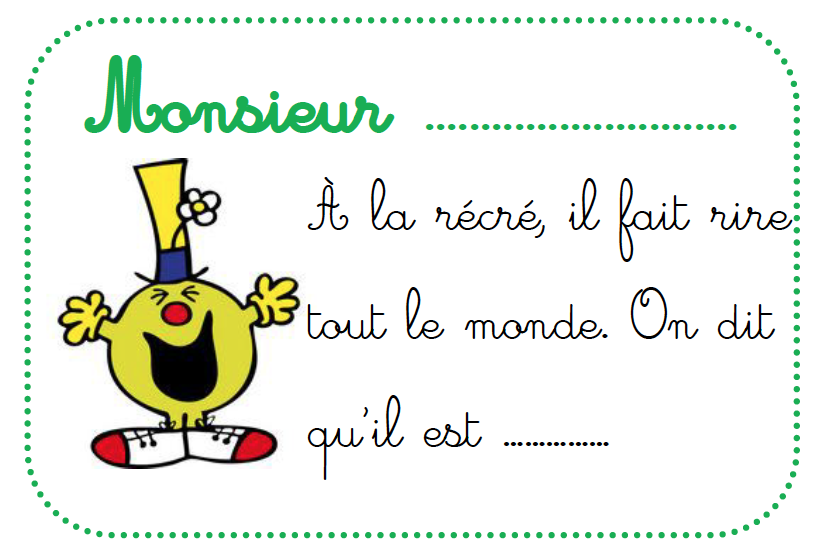 Monsieur ..............................
À la récré, il fait rire
tout le monde. On dit
qu'il est ...............